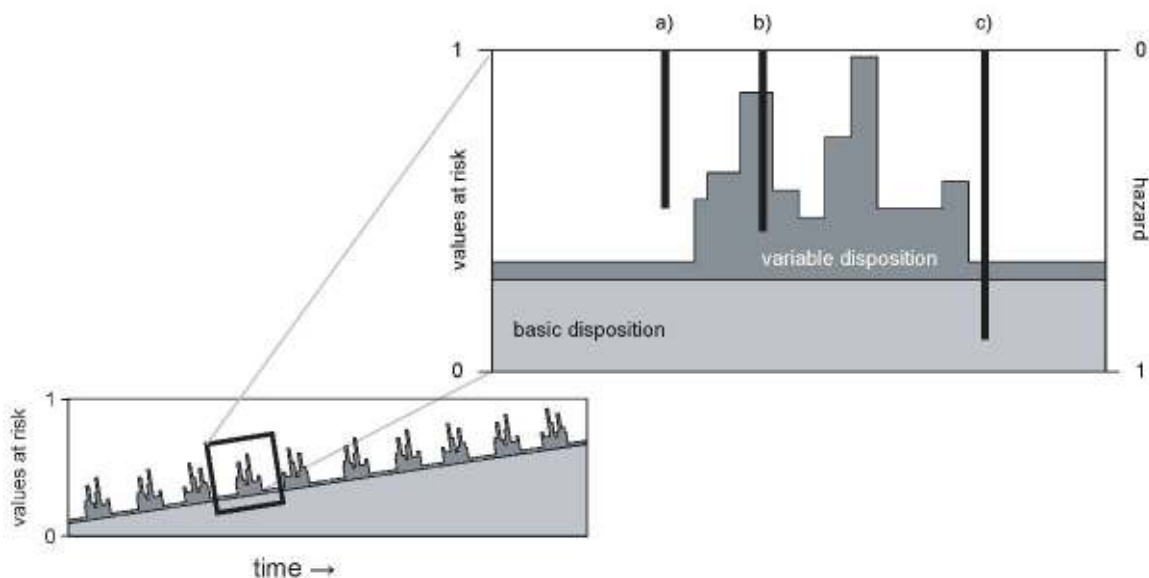 a) b) c)
1 0
values at risk
hazard
variable disposition
basic disposition
0 1
1
values at risk
0
time →